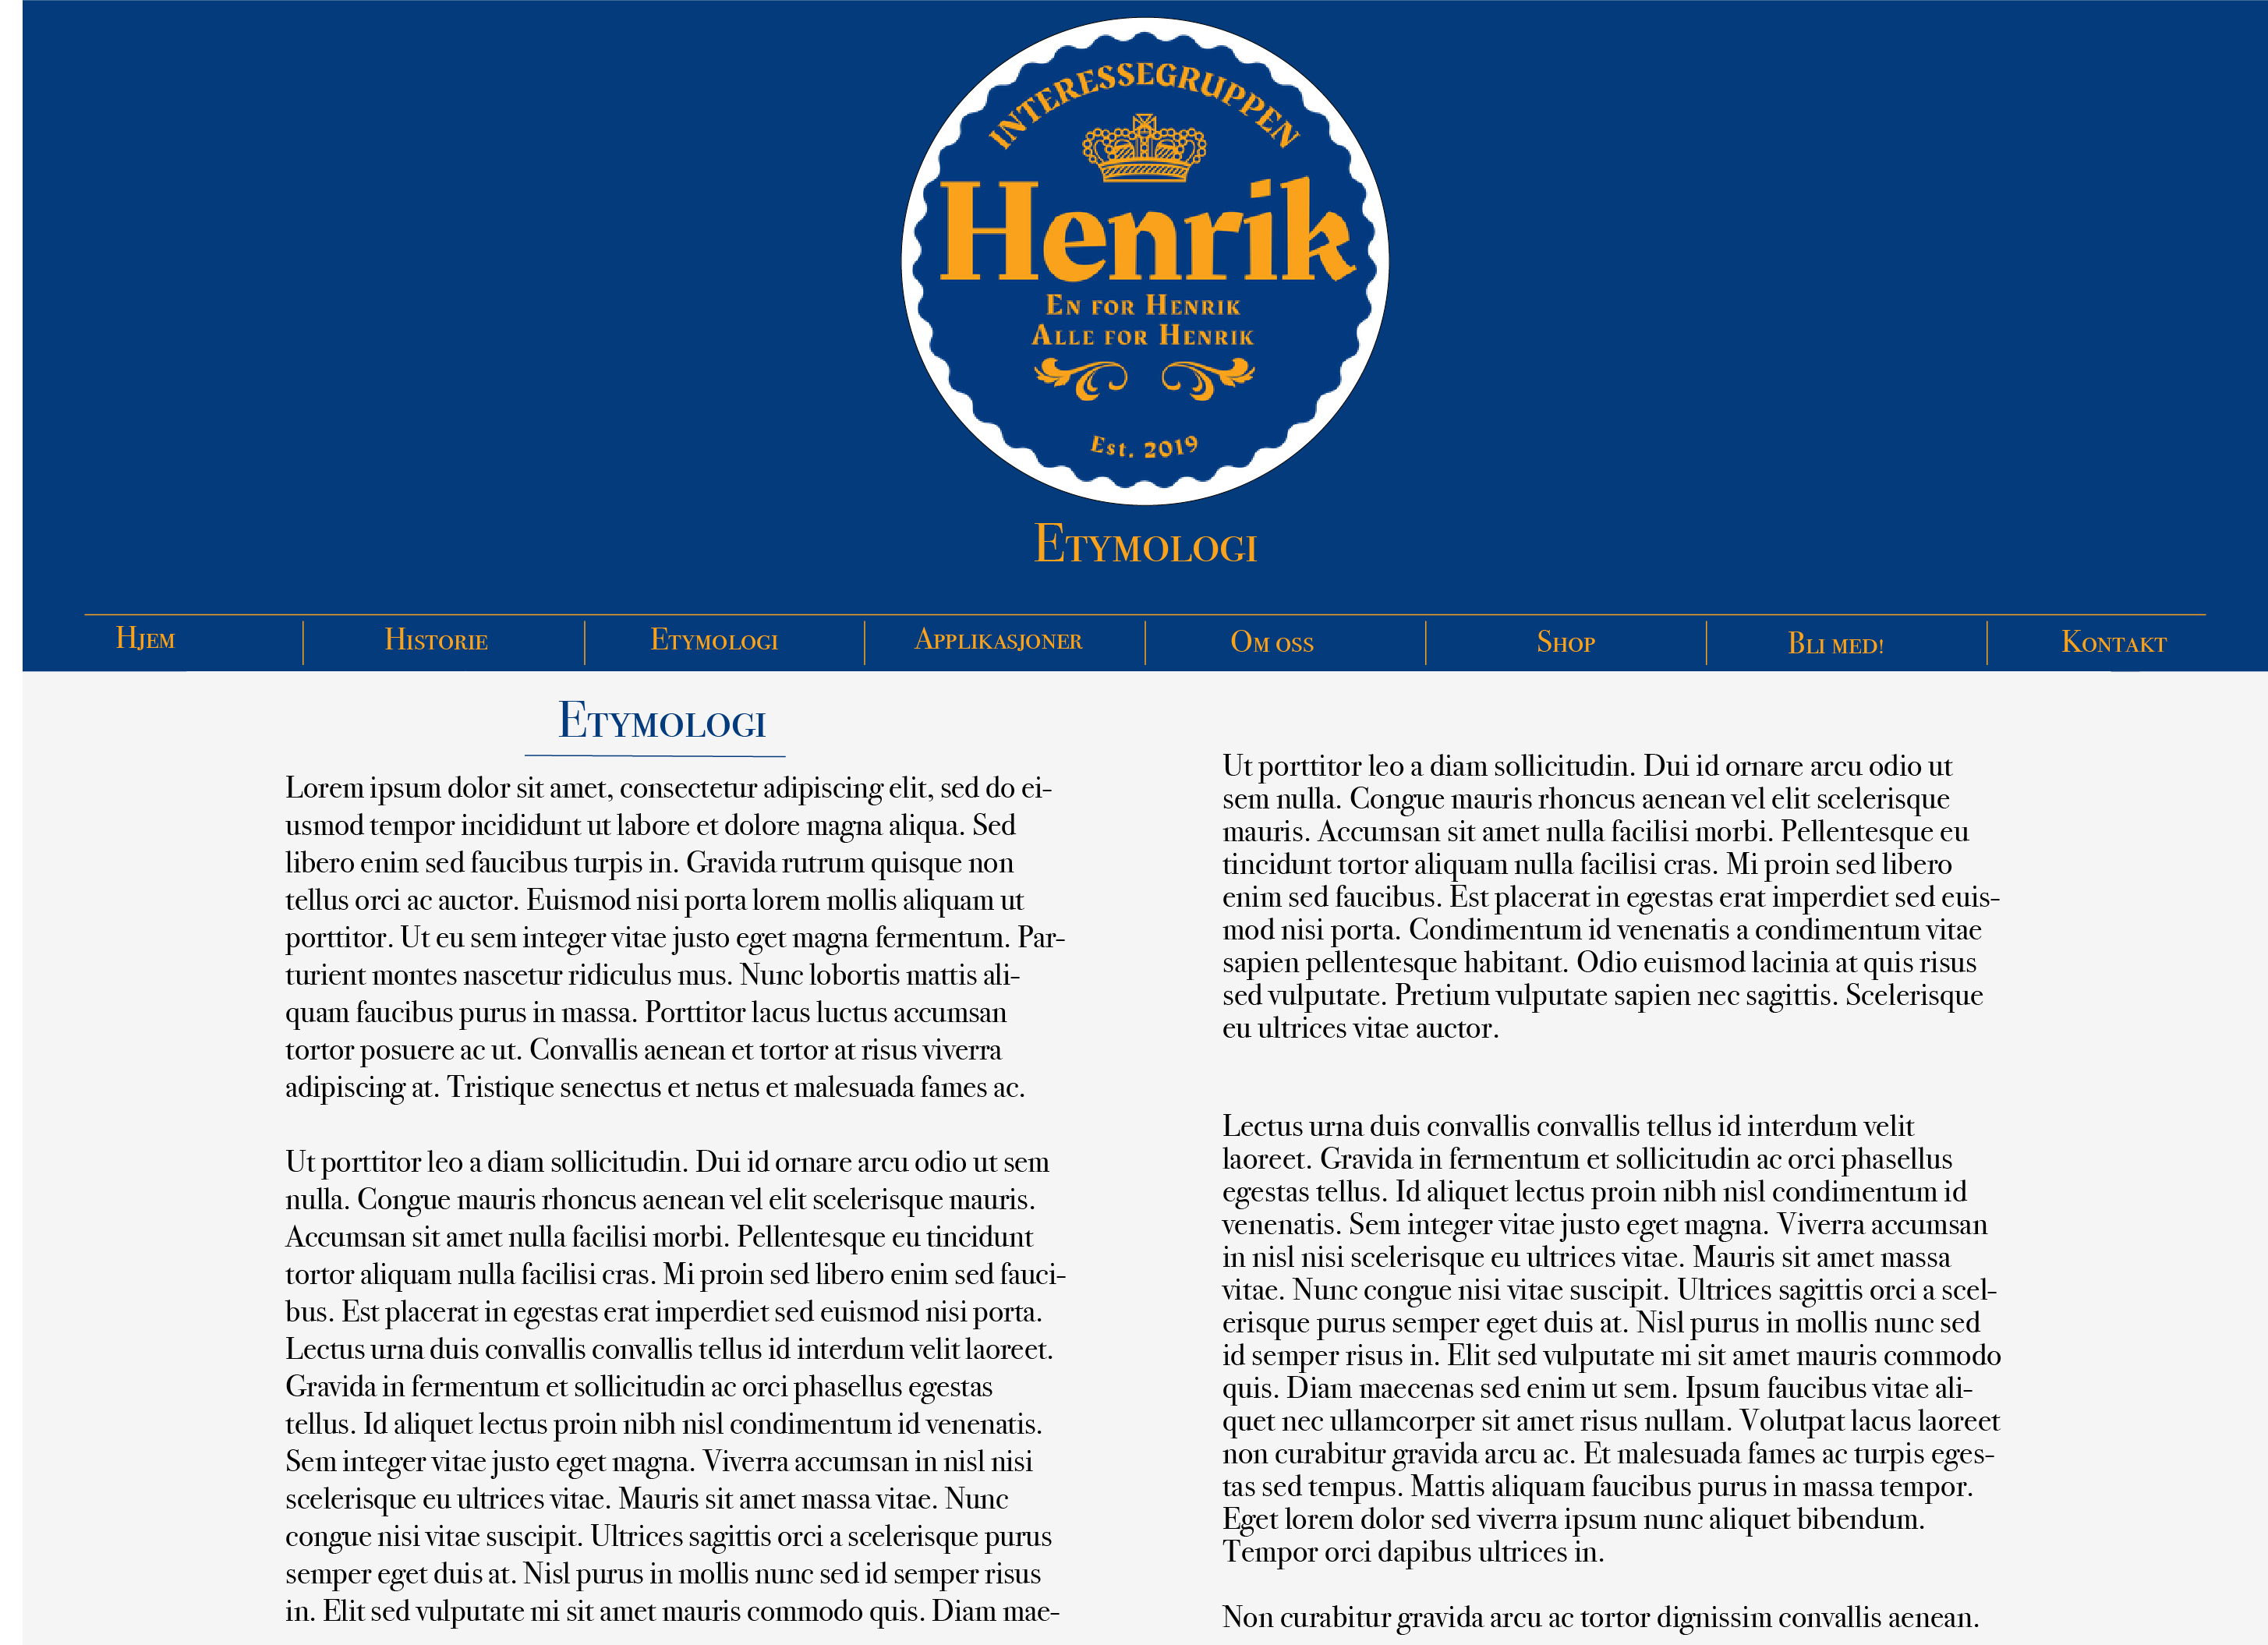 INTERESSEGRUPPEN
Henrik
En for Henrik
Alle for Henrik
Est. 2019
Etymologi
Hjem
Historie
Etymologi
Applikasjoner
Om oss
Shop
Bli med!
Kontakt
Etymologi
Lorem ipsum dolor sit amet, consectetur adipiscing elit, sed do ei-
usmod tempor incididunt ut labore et dolore magna aliqua. Sed
libero enim sed faucibus turpis in. Gravida rutrum quisque non
tellus orci ac auctor. Euismod nisi porta lorem mollis aliquam ut
porttitor. Ut eu sem integer vitae justo eget magna fermentum. Par-
turient montes nascetur ridiculus mus. Nunc lobortis mattis ali-
quam faucibus purus in massa. Porttitor lacus luctus accumsan
tortor posuere ac ut. Convallis aenean et tortor at risus viverra
adipiscing at. Tristique senectus et netus et malesuada fames ac.
Ut porttitor leo a diam sollicitudin. Dui id ornare arcu odio ut sem
nulla. Congue mauris rhoncus aenean vel elit scelerisque mauris.
Accumsan sit amet nulla facilisi morbi. Pellentesque eu tincidunt
tortor aliquam nulla facilisi cras. Mi proin sed libero enim sed fauci-
bus. Est placerat in egestas erat imperdiet sed euismod nisi porta.
Lectus urna duis convallis convallis tellus id interdum velit laoreet.
Gravida in fermentum et sollicitudin ac orci phasellus egestas
tellus. Id aliquet lectus proin nibh nisl condimentum id venenatis.
Sem integer vitae justo eget magna. Viverra accumsan in nisl nisi
scelerisque eu ultrices vitae. Mauris sit amet massa vitae. Nunc
congue nisi vitae suscipit. Ultrices sagittis orci a scelerisque purus
semper eget duis at. Nisl purus in mollis nunc sed id semper risus
in. Elit sed vulputate mi sit amet mauris commodo quis. Diam mae-
Ut porttitor leo a diam sollicitudin. Dui id ornare arcu odio ut
sem nulla. Congue mauris rhoncus aenean vel elit scelerisque
mauris. Accumsan sit amet nulla facilisi morbi. Pellentesque eu
tincidunt tortor aliquam nulla facilisi cras. Mi proin sed libero
enim sed faucibus. Est placerat in egestas erat imperdiet sed euis-
mod nisi porta. Condimentum id venenatis a condimentum vitae
sapien pellentesque habitant. Odio euismod lacinia at quis risus
sed vulputate. Pretium vulputate sapien nec sagittis. Scelerisque
eu ultrices vitae auctor.
Lectus urna duis convallis convallis tellus id interdum velit
laoreet. Gravida in fermentum et sollicitudin ac orci phasellus
egestas tellus. Id aliquet lectus proin nibh nisl condimentum id
venenatis. Sem integer vitae justo eget magna. Viverra accumsan
in nisl nisi scelerisque eu ultrices vitae. Mauris sit amet massa
vitae. Nunc congue nisi vitae suscipit. Ultrices sagittis orci a scel-
erisque purus semper eget duis at. Nisl purus in mollis nunc sed
id semper risus in. Elit sed vulputate mi sit amet mauris commodo
quis. Diam maecenas sed enim ut sem. Ipsum faucibus vitae ali-
quet nec ullamcorper sit amet risus nullam. Volutpat lacus laoreet
non curabitur gravida arcu ac. Et malesuada fames ac turpis eges-
tas sed tempus. Mattis aliquam faucibus purus in massa tempor.
Eget lorem dolor sed viverra ipsum nunc aliquet bibendum.
Tempor orci dapibus ultrices in.
Non curabitur gravida arcu ac tortor dignissim convallis aenean.